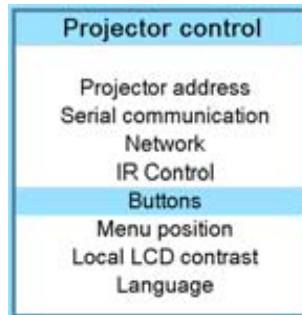 Projector control
Projector address
Serial communication
Network
IR Control
Buttons
Menu position
Local LCD contrast
Language